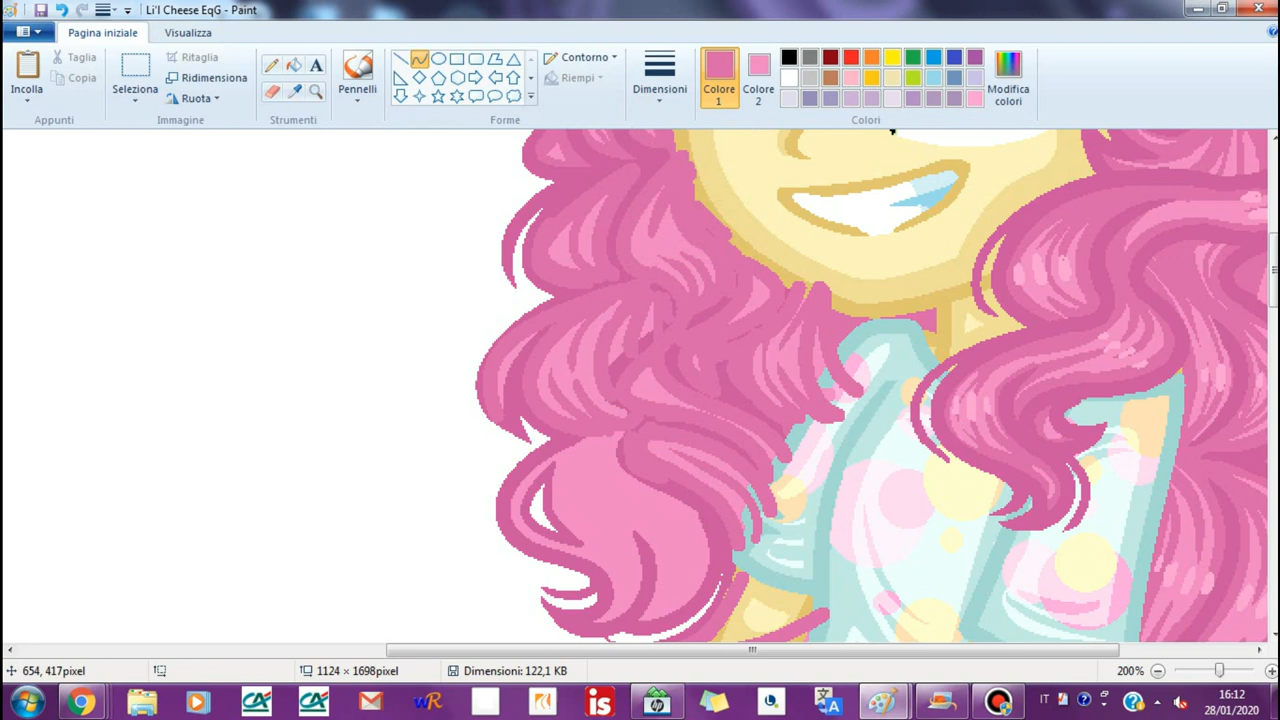 Li'l Cheese EqG - Paint
Pagina iniziale Visualizza
Incolla
Taglia
Copia
Appunti
Seleziona
Ritaglia
Ridimensiona
Ruota
Immagine
A
Strumenti
Pennelli
Contorno
Riempi
Forme
Dimensioni
Colore 1
Colore 2
Modifica colori
Colori
654, 417pixel
1124 × 1698pixel
Dimensioni: 122,1 KB
200%
IT
16:12
28/01/2020